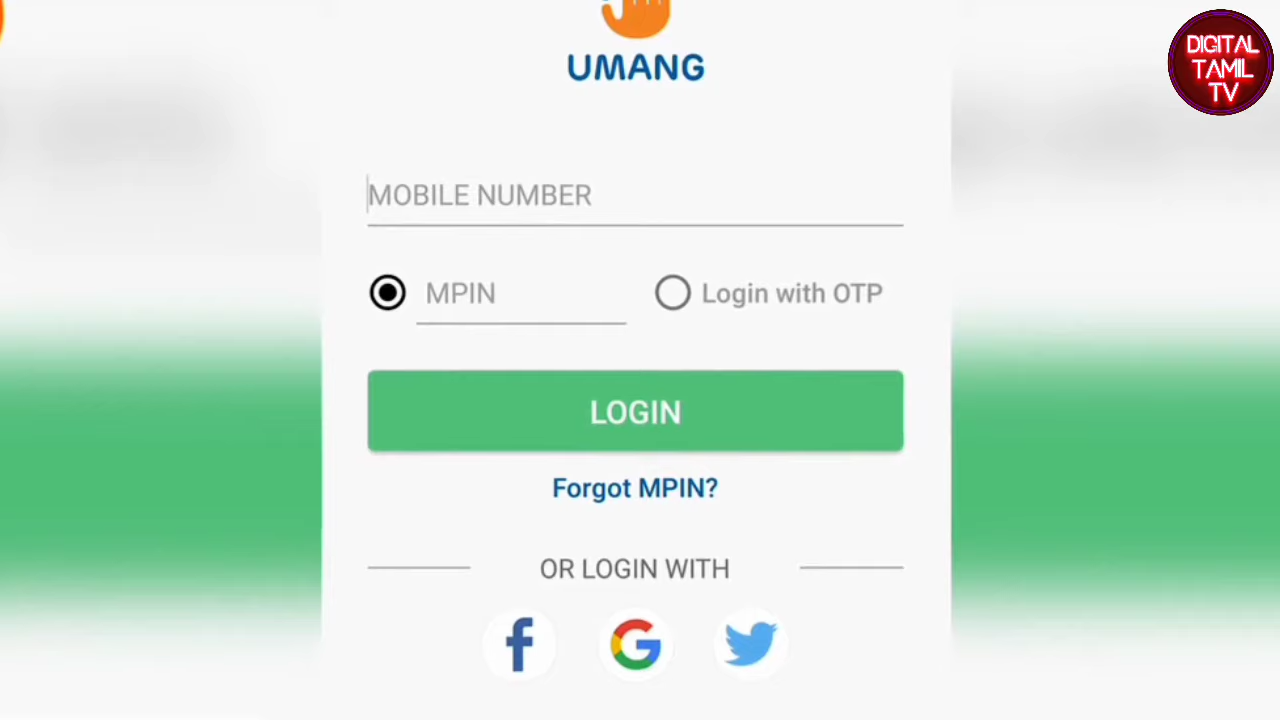 UMANG
DIGITAL
TAMIL
TV
MOBILE NUMBER
MPIN
Login with OTP
LOGIN
Forgot MPIN?
OR LOGIN WITH